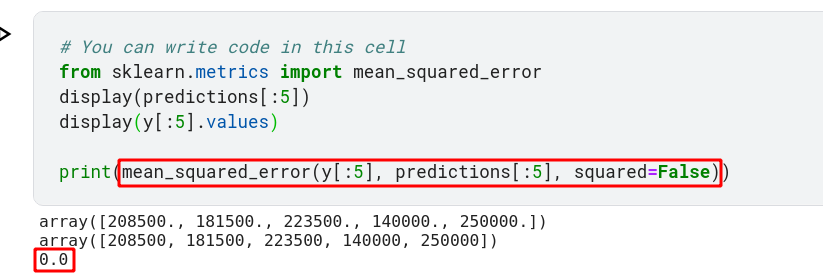 # You can write code in this cell
from sklearn.metrics import mean_squared_error
display(predictions[:5])
display(y[:5].values)
print(mean_squared_error(y[:5], predictions[:5], squared=False))
array([208500., 181500., 223500., 140000., 250000.])
array([208500, 181500, 223500, 140000, 250000])
0.0